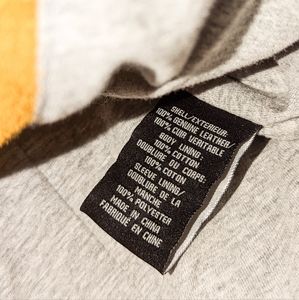 SHELL/EXTERIEUR:
100% GENUINE LEATHER/
100% CUIR VERITABLE
BODY LINING:
100% COTTON
DOUBLURE DU CORPS:
100% COTON
SLEEVE LINING/
DOUBLURE DE LA
MANCHE
100% POLYESTER
MADE IN CHINA
FABRIQUÉ EN CHINE